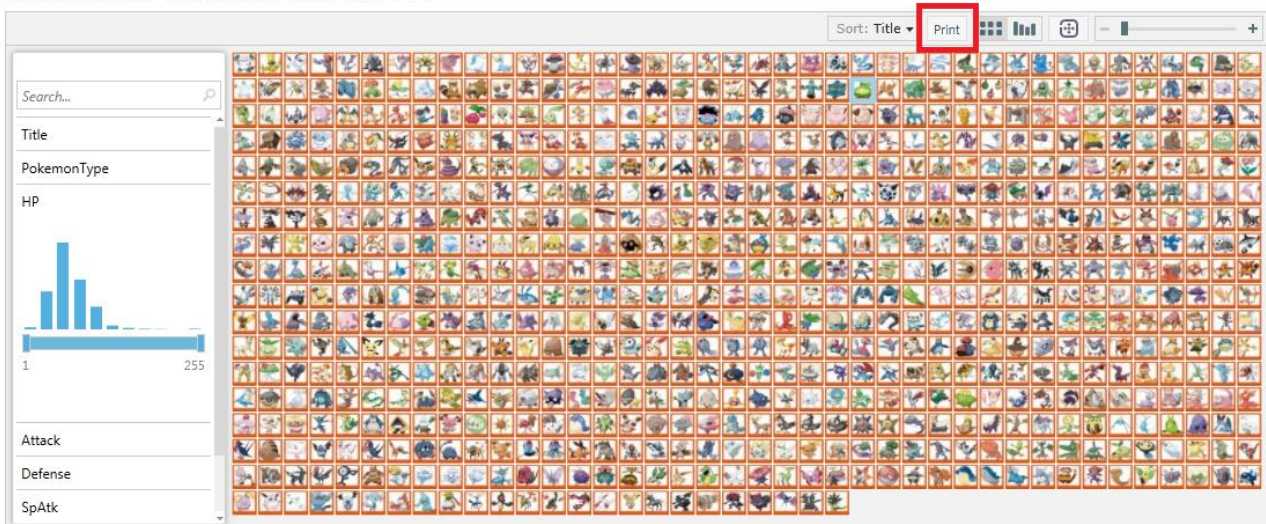 Sort: Title
Print
Search...
Title
PokemonType
HP
1 255
Attack
Defense
SpAtk